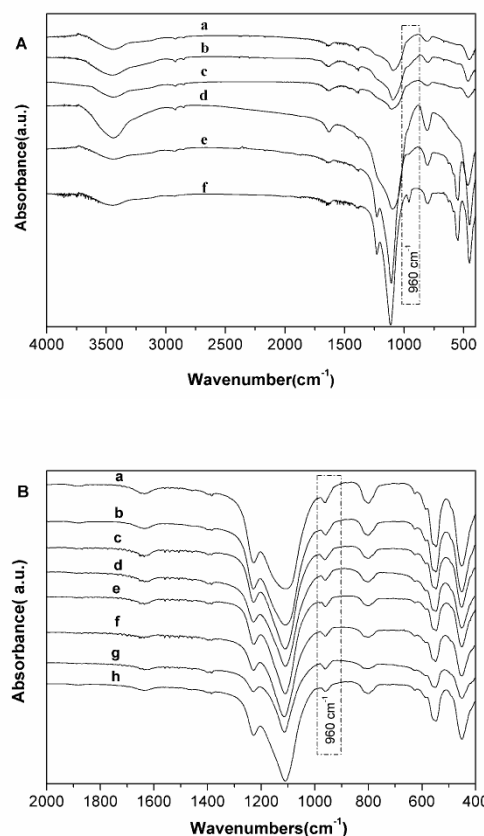 A
a
b
c
d
e
f
960 cm⁻¹
Absorbance(a.u.)
4000 3500 3000 2500 2000 1500 1000 500
Wavenumber(cm⁻¹)
B
a
b
c
d
e
f
g
h
960 cm⁻¹
Absorbance( a.u.)
2000 1800 1600 1400 1200 1000 800 600 400
Wavenumbers(cm⁻¹)